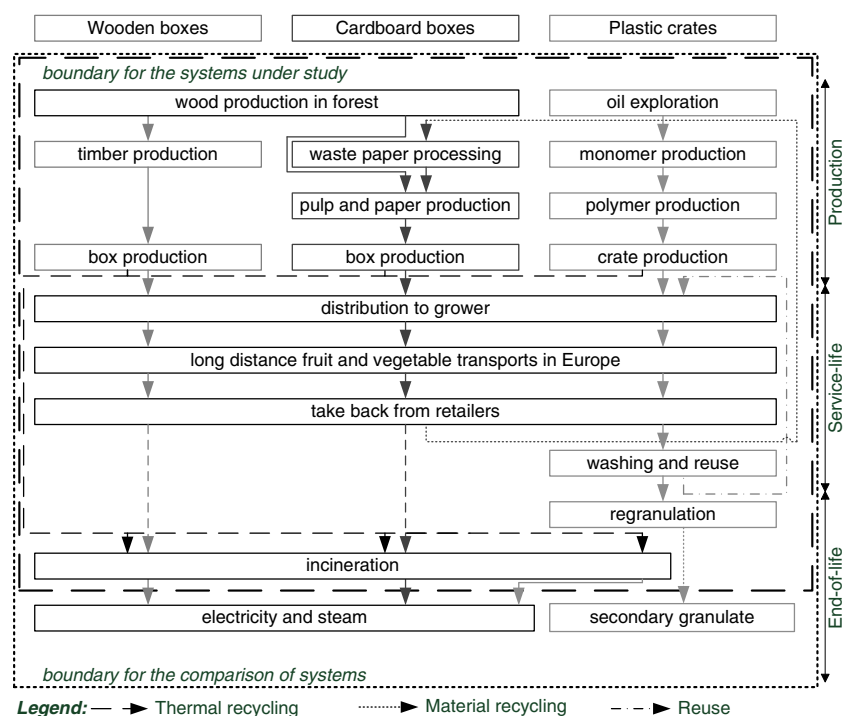 Wooden boxes Cardboard boxes Plastic crates
boundary for the systems under study
wood production in forest oil exploration
timber production waste paper processing monomer production
pulp and paper production polymer production
box production box production crate production
Production
distribution to grower
long distance fruit and vegetable transports in Europe
take back from retailers
washing and reuse
Service-life
regranulation
incineration
electricity and steam secondary granulate
End-of-life
boundary for the comparison of systems
Legend: Thermal recycling Material recycling Reuse